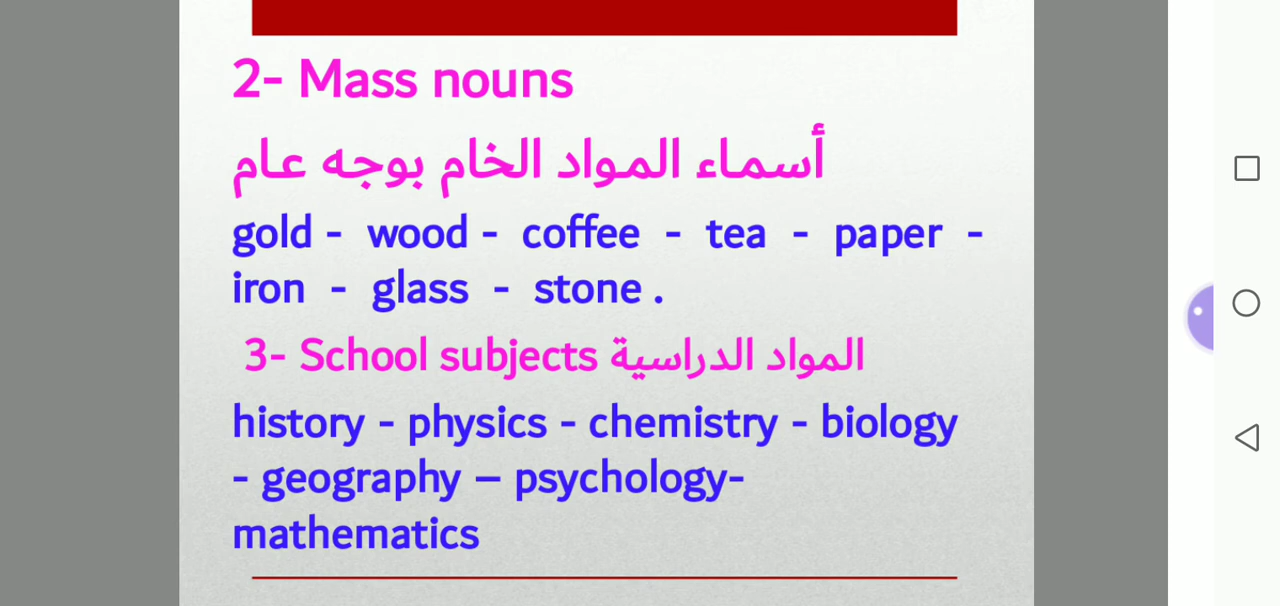 2- Mass nouns
أسماء المواد الخام بوجه عام
gold - wood - coffee - tea - paper -
iron - glass - stone .
3- School subjects المواد الدراسية
history - physics - chemistry - biology
- geography – psychology-
mathematics